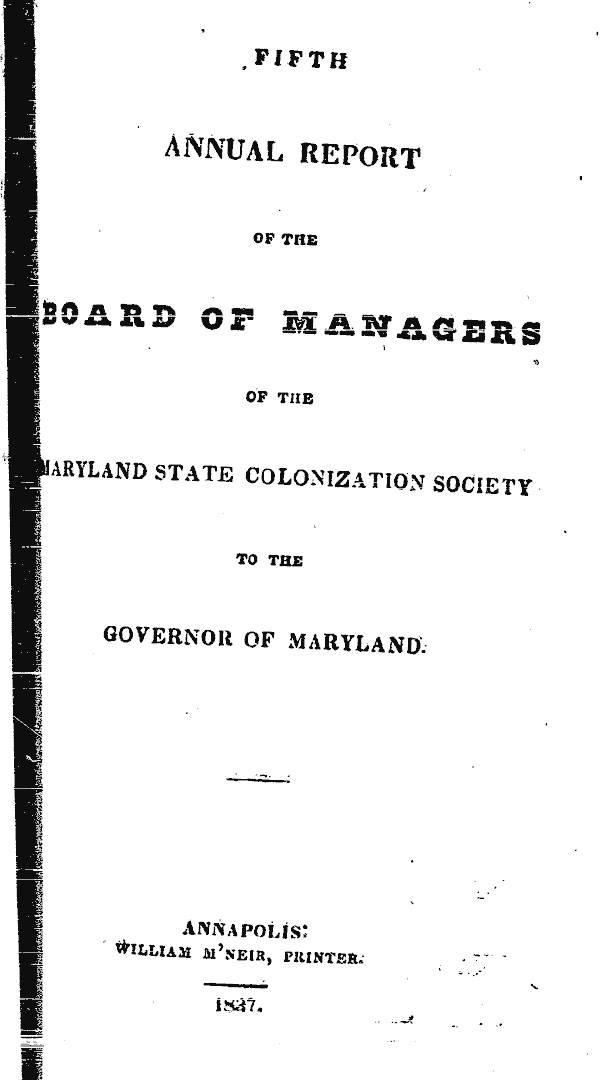 FIFTH
ANNUAL REPORT
OF THE
BOARD OF MANAGERS
OF THE
MARYLAND STATE COLONIZATION SOCIETY
TO THE
GOVERNOR OF MARYLAND.
ANNAPOLIS:
WILLIAM M'NEIR, PRINTER.
1837.